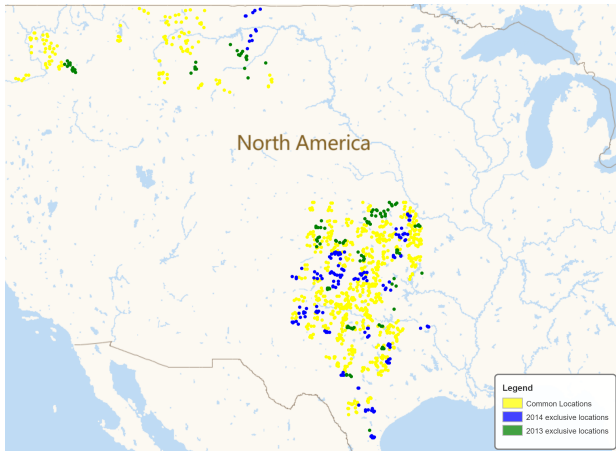 North America
Legend
Common Locations
2014 exclusive locations
2013 exclusive locations